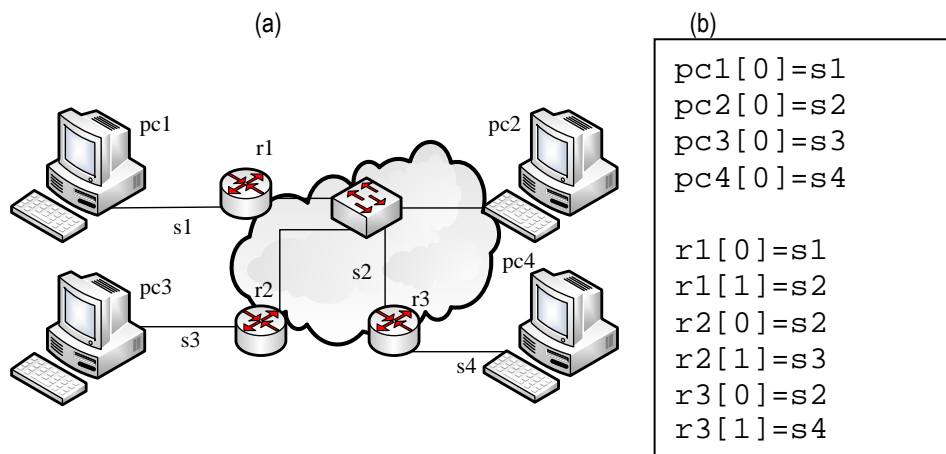 (a)
(b)
pc1
pc2
r1
s1
pc3
r2
s2
r3
pc4
s3
s4
pc1[0]=s1
pc2[0]=s2
pc3[0]=s3
pc4[0]=s4
r1[0]=s1
r1[1]=s2
r2[0]=s2
r2[1]=s3
r3[0]=s2
r3[1]=s4